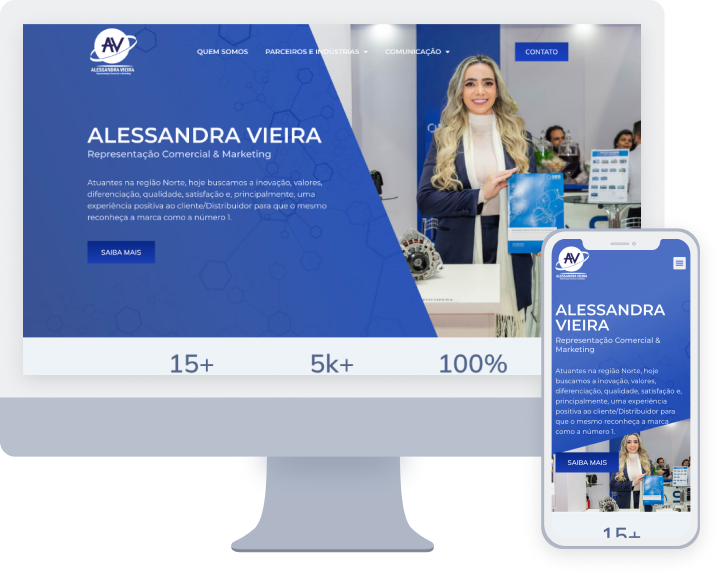 AV
ALESSANDRA VIEIRA
QUEM SOMOS
PARCEIROS E INDÚSTRIAS
COMUNICAÇÃO
CONTATO
ALESSANDRA VIEIRA
Representação Comercial & Marketing
Atuantes na região Norte, hoje buscamos a inovação, valores,
diferenciação, qualidade, satisfação e, principalmente, uma
experiência positiva ao cliente/Distribuidor para que o mesmo
reconheça a marca como a número 1.
SAIBA MAIS
15+
5k+
100%
AV
ALESSANDRA VIEIRA
ALESSANDRA
VIEIRA
Representação Comercial &
Marketing
Atuantes na região Norte, hoje
buscamos a inovação, valores,
diferenciação, qualidade, satisfação e,
principalmente, uma experiência
positiva ao cliente/Distribuidor para
que o mesmo reconheça a marca
como a número 1.
SAIBA MAIS
15+